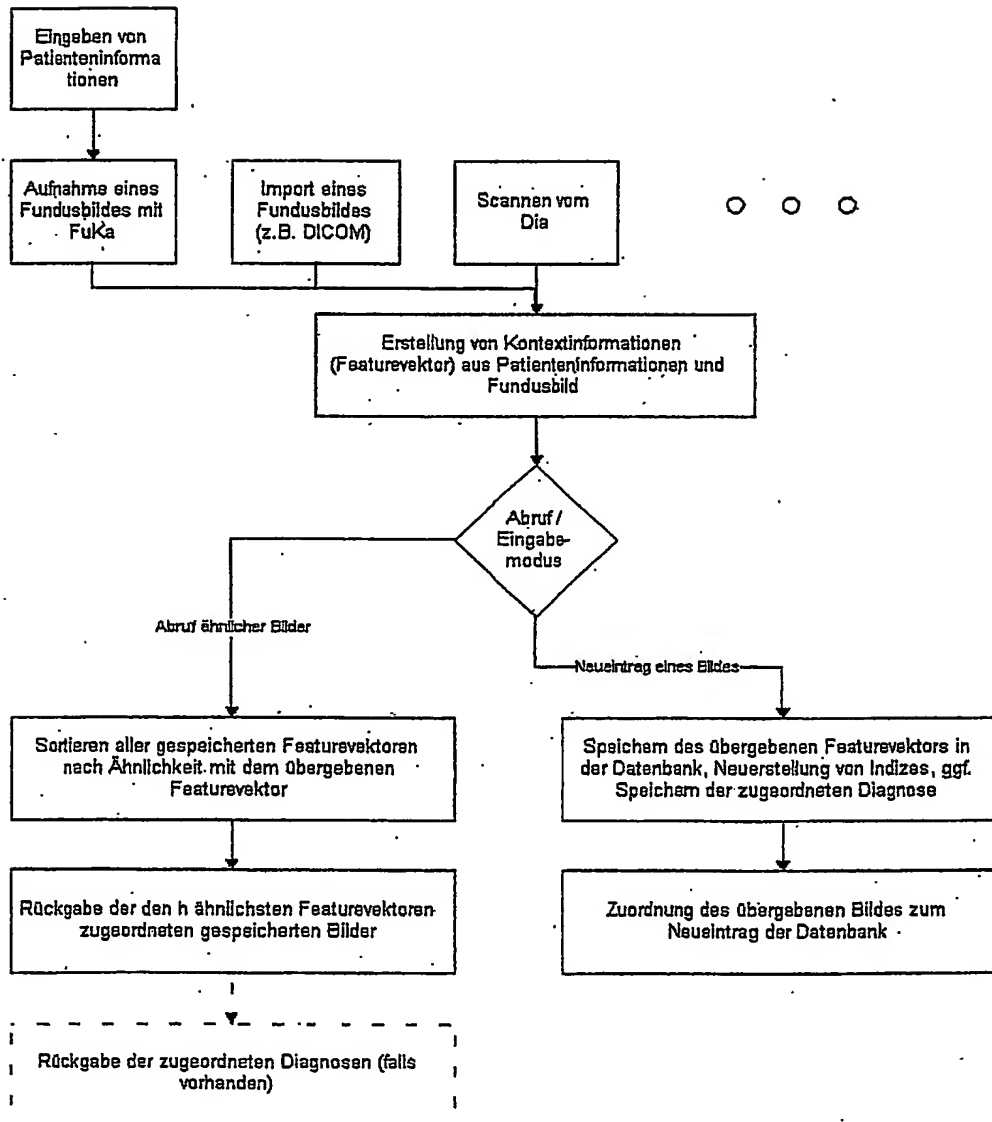 Eingeben von
Patienteninforma
tionen
Aufnahme eines
Fundusbildes mit
FuKa
Import eines
Fundusbildes
(z.B. DICOM)
Scannen vom
Dia
Erstellung von Kontextinformationen
(Featurevektor) aus Patienteninformationen und
Fundusbild
Abruf /
Eingabe-
modus
Abruf ähnlicher Bilder
Neueintrag eines Bildes
Sortieren aller gespeicherten Featurevektoren
nach Ähnlichkeit mit dem übergebenen
Featurevektor
Speichern des übergebenen Featurevektors in
der Datenbank, Neuerstellung von Indizes, ggf.
Speichern der zugeordneten Diagnose
Rückgabe der den h ähnlichsten Featurevektoren
zugeordneten gespeicherten Bilder
Zuordnung des übergebenen Bildes zum
Neueintrag der Datenbank
Rückgabe der zugeordneten Diagnosen (falls
vorhanden)